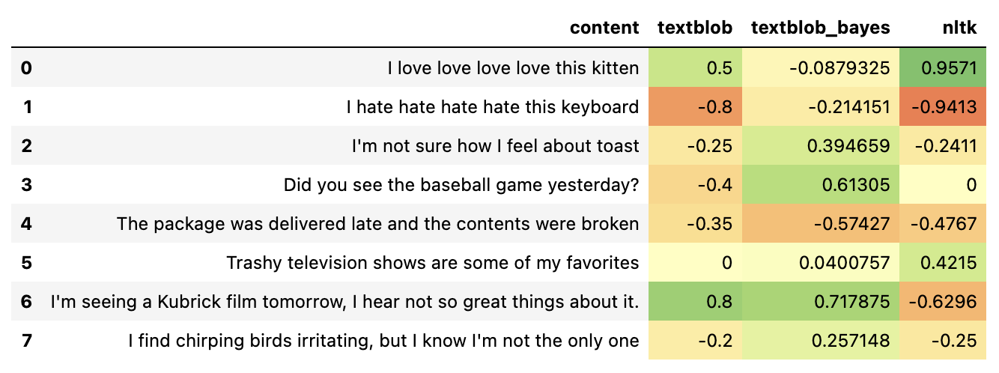 content textblob textblob_bayes nltk
0 I love love love love this kitten 0.5 -0.0879325 0.9571
1 I hate hate hate hate this keyboard -0.8 -0.214151 -0.9413
2 I'm not sure how I feel about toast -0.25 0.394659 -0.2411
3 Did you see the baseball game yesterday? -0.4 0.61305 0
4 The package was delivered late and the contents were broken -0.35 -0.57427 -0.4767
5 Trashy television shows are some of my favorites 0 0.0400757 0.4215
6 I'm seeing a Kubrick film tomorrow, I hear not so great things about it. 0.8 0.717875 -0.6296
7 I find chirping birds irritating, but I know I'm not the only one -0.2 0.257148 -0.25